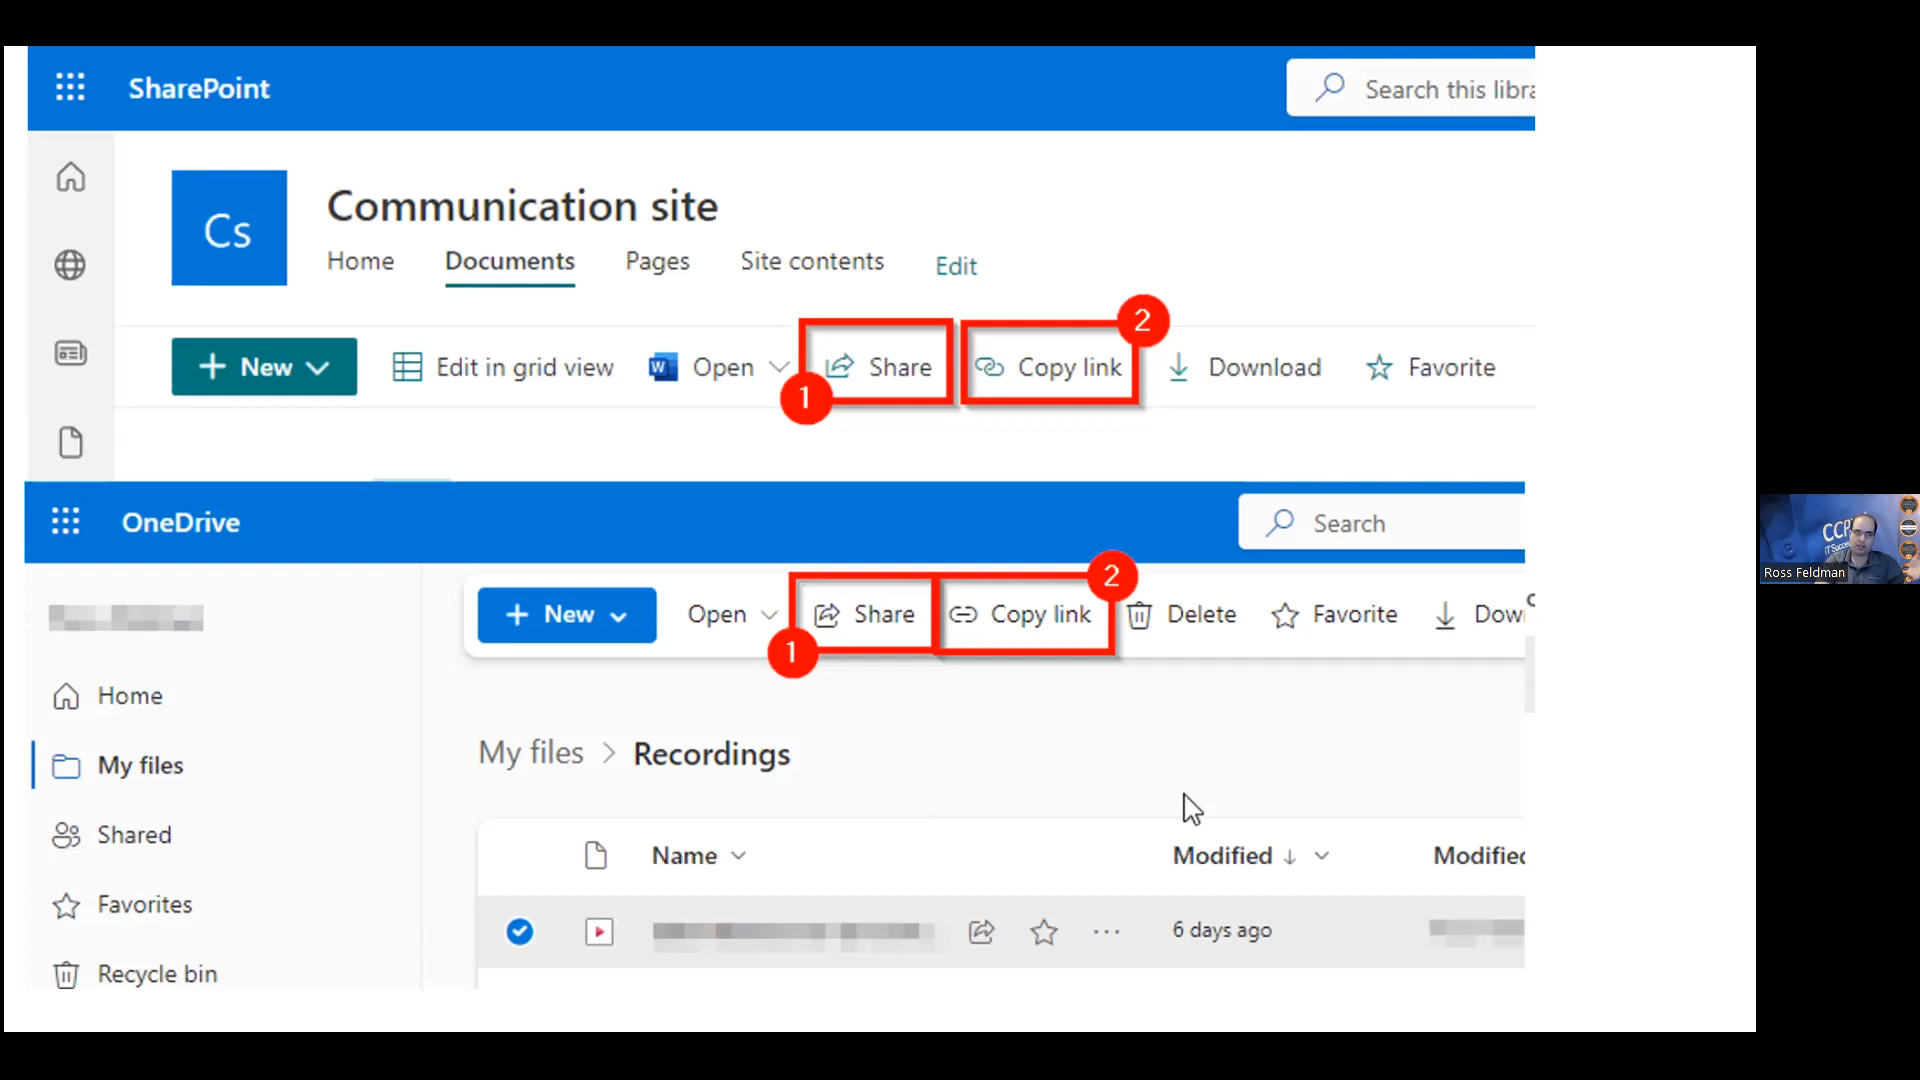 SharePoint
Search this libra
Cs
Communication site
Home Documents Pages Site contents Edit
New Edit in grid view Open Share Copy link Download Favorite
1
2
OneDrive
Search
New Open Share Copy link Delete Favorite Dow
1
2
Home
My files
Shared
Favorites
Recycle bin
My files > Recordings
Name Modified Modified
6 days ago
Ross Feldman